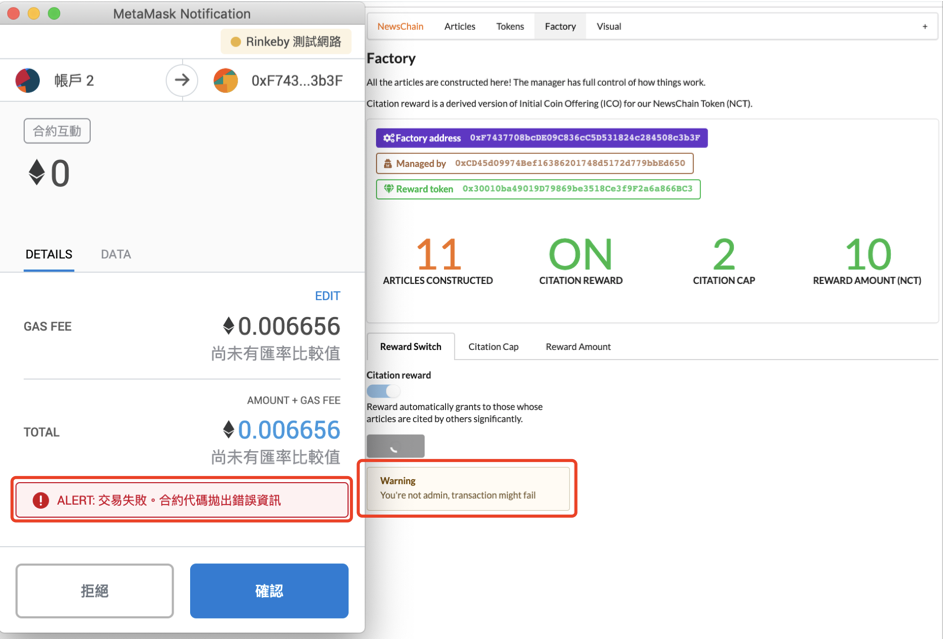 MetaMask Notification
Rinkeby 測試網路
帳戶 2
0xF743...3b3F
合約互動
0
DETAILS
DATA
EDIT
GAS FEE
0.006656
尚未有匯率比較值
AMOUNT + GAS FEE
TOTAL
0.006656
尚未有匯率比較值
ALERT: 交易失敗。合約代碼拋出錯誤資訊
拒絕
確認
NewsChain
Articles
Tokens
Factory
Visual
+
Factory
All the articles are constructed here! The manager has full control of how things work.
Citation reward is a derived version of Initial Coin Offering (ICO) for our NewsChain Token (NCT).
Factory address 0xF7437708bcDE09C836cC5D531824c284508c3b3F
Managed by 0xCD45d09974Bef16386201748d5172d779bbEd650
Reward token 0x30010ba49019D79869be3518Ce3f9F2a6a866BC3
11
ARTICLES CONSTRUCTED
ON
CITATION REWARD
2
CITATION CAP
10
REWARD AMOUNT (NCT)
Reward Switch
Citation Cap
Reward Amount
Citation reward
Reward automatically grants to those whose
articles are cited by others significantly.
Warning
You're not admin, transaction might fail